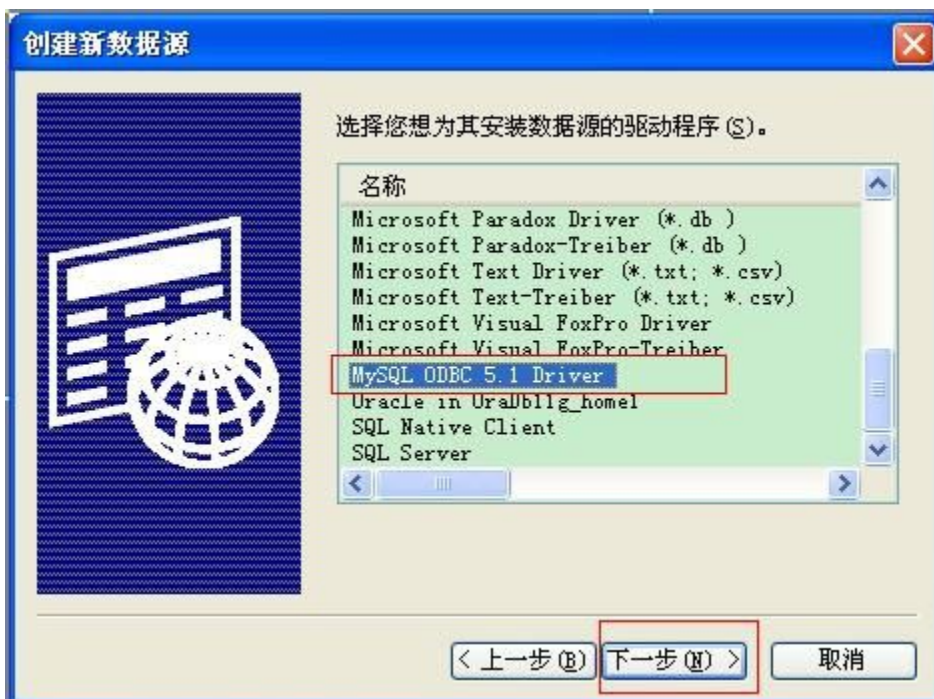 创建新数据源
选择您想为其安装数据源的驱动程序(S)。
名称
Microsoft Paradox Driver (*.db )
Microsoft Paradox-Treiber (*.db )
Microsoft Text Driver (*.txt; *.csv)
Microsoft Text-Treiber (*.txt; *.csv)
Microsoft Visual FoxPro Driver
Microsoft Visual FoxPro-Treiber
MySQL ODBC 5.1 Driver
Oracle in OraDb11g_home1
SQL Native Client
SQL Server
< 上一步(B) 下一步(N) > 取消